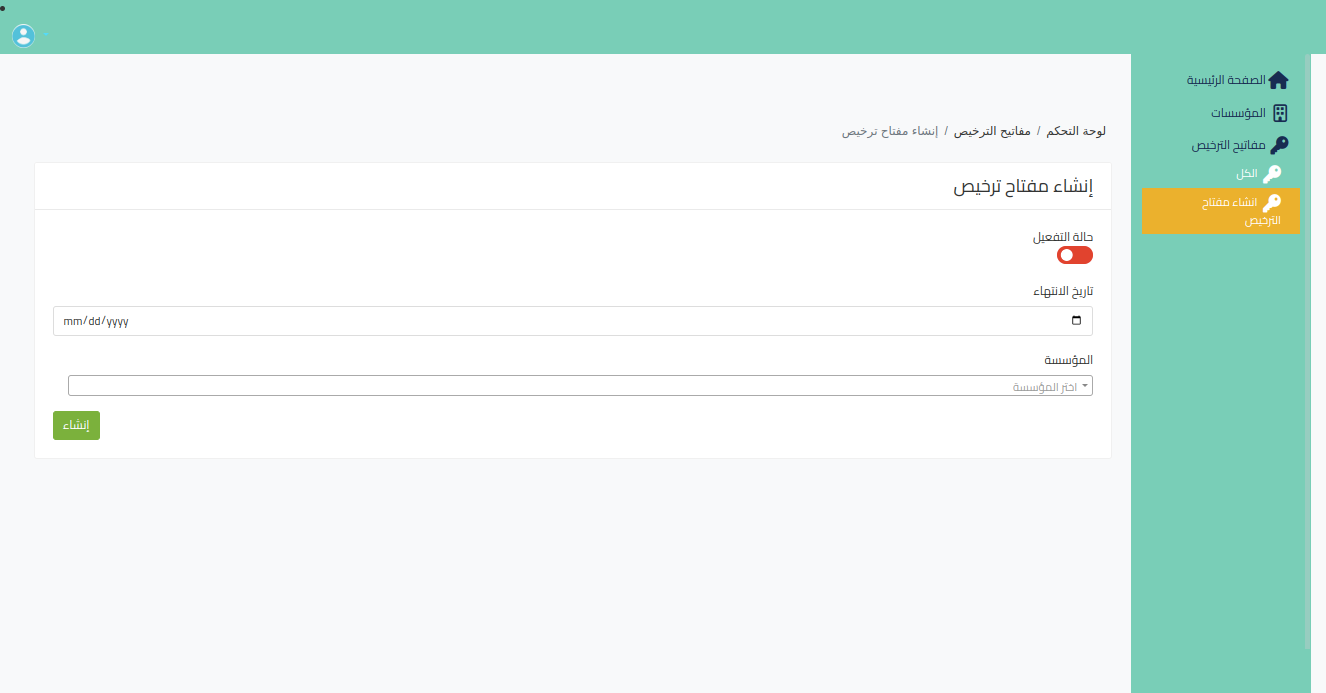 الصفحة الرئيسية
المؤسسات
مفاتيح الترخيص
الكل
انشاء مفتاح
الترخيص
لوحة التحكم / مفاتيح الترخيص / إنشاء مفتاح ترخيص
إنشاء مفتاح ترخيص
حالة التفعيل
تاريخ الانتهاء
mm/dd/yyyy
المؤسسة
اختر المؤسسة
إنشاء